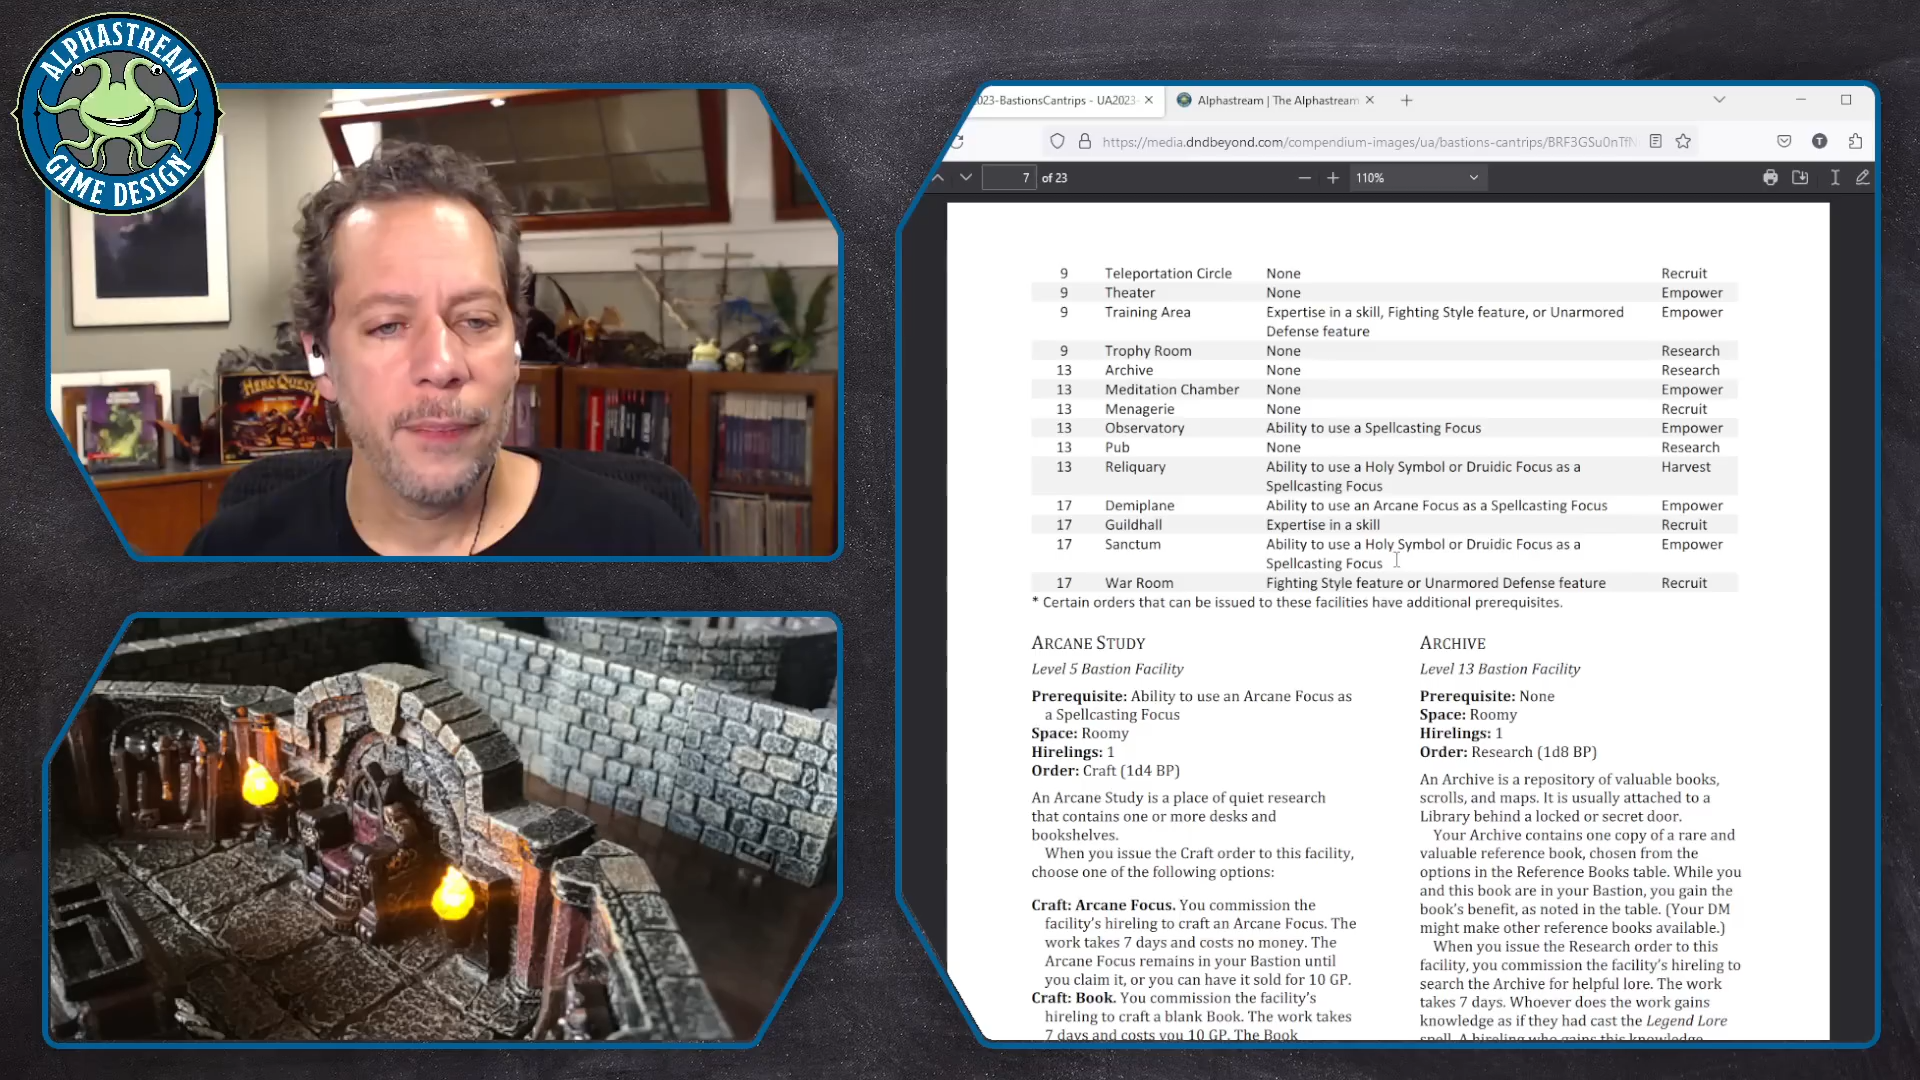 ALPHASTREAM
GAME DESIGN
HEROQUEST
2023-BastionsCantrips - UA2023-
Alphastream | The Alphastream
https://media.dndbeyond.com/compendium-images/ua/bastions-cantrips/BRF3GSu0nTfN
7 of 23
110%
9 Teleportation Circle None Recruit
9 Theater None Empower
9 Training Area Expertise in a skill, Fighting Style feature, or Unarmored Empower
Defense feature
9 Trophy Room None Research
13 Archive None Research
13 Meditation Chamber None Empower
13 Menagerie None Recruit
13 Observatory Ability to use a Spellcasting Focus Empower
13 Pub None Research
13 Reliquary Ability to use a Holy Symbol or Druidic Focus as a Harvest
Spellcasting Focus
17 Demiplane Ability to use an Arcane Focus as a Spellcasting Focus Empower
17 Guildhall Expertise in a skill Recruit
17 Sanctum Ability to use a Holy Symbol or Druidic Focus as a Empower
Spellcasting Focus
17 War Room Fighting Style feature or Unarmored Defense feature Recruit
* Certain orders that can be issued to these facilities have additional prerequisites.
ARCANE STUDY
Level 5 Bastion Facility
Prerequisite: Ability to use an Arcane Focus as
a Spellcasting Focus
Space: Roomy
Hirelings: 1
Order: Craft (1d4 BP)
An Arcane Study is a place of quiet research
that contains one or more desks and
bookshelves.
When you issue the Craft order to this facility,
choose one of the following options:
Craft: Arcane Focus. You commission the
facility's hireling to craft an Arcane Focus. The
work takes 7 days and costs no money. The
Arcane Focus remains in your Bastion until
you claim it, or you can have it sold for 10 GP.
Craft: Book. You commission the facility's
hireling to craft a blank Book. The work takes
7 days and costs you 10 GP. The Book
ARCHIVE
Level 13 Bastion Facility
Prerequisite: None
Space: Roomy
Hirelings: 1
Order: Research (1d8 BP)
An Archive is a repository of valuable books,
scrolls, and maps. It is usually attached to a
Library behind a locked or secret door.
Your Archive contains one copy of a rare and
valuable reference book, chosen from the
options in the Reference Books table. While you
and this book are in your Bastion, you gain the
book's benefit, as noted in the table. (Your DM
might make other reference books available.)
When you issue the Research order to this
facility, you commission the facility's hireling to
search the Archive for helpful lore. The work
takes 7 days. Whoever does the work gains
knowledge as if they had cast the Legend Lore
spell. A hireling who gains this knowledge